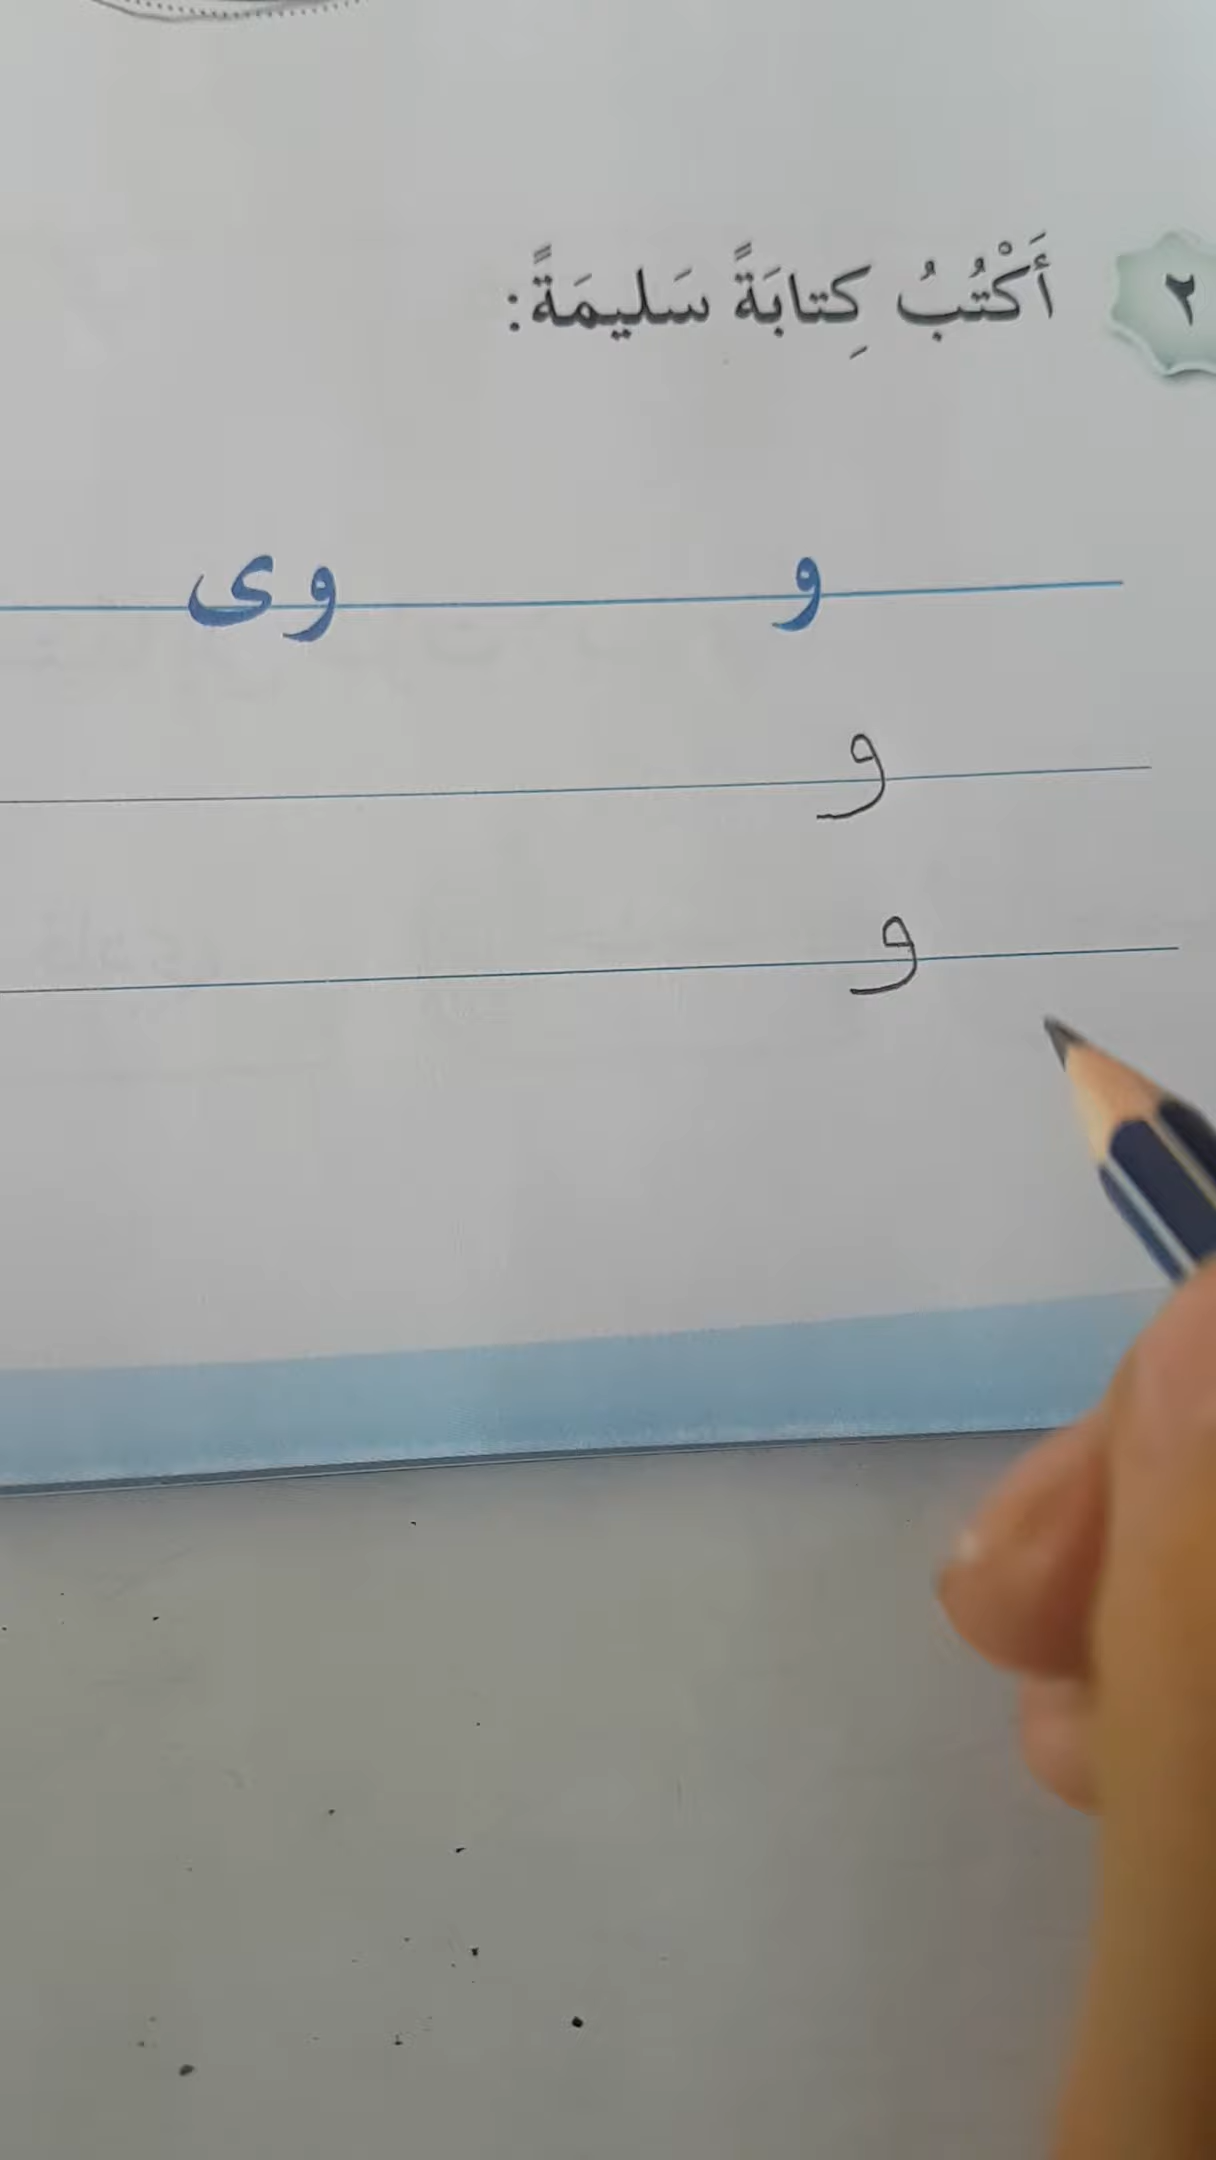 ٢ أَكْتُبُ كِتابَةً سَليمَةً:
و وى
و
و